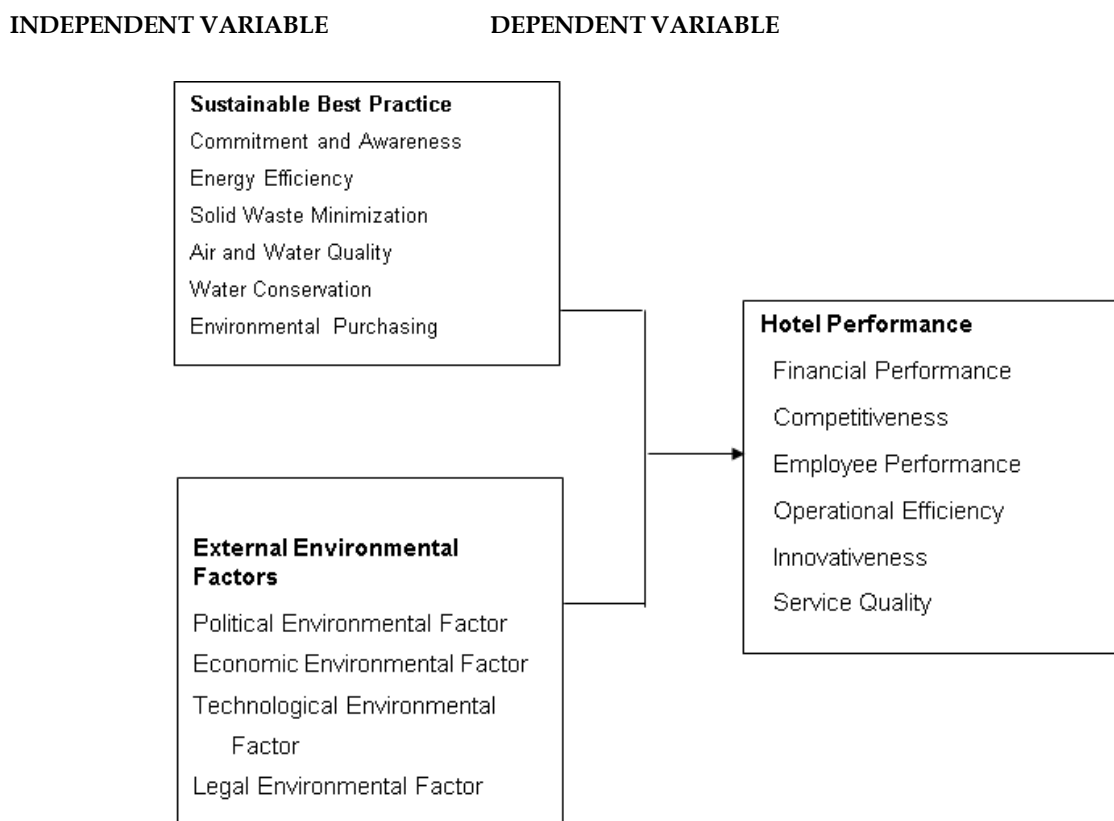 INDEPENDENT VARIABLE DEPENDENT VARIABLE
Sustainable Best Practice
Commitment and Awareness
Energy Efficiency
Solid Waste Minimization
Air and Water Quality
Water Conservation
Environmental Purchasing
External Environmental
Factors
Political Environmental Factor
Economic Environmental Factor
Technological Environmental
Factor
Legal Environmental Factor
Hotel Performance
Financial Performance
Competitiveness
Employee Performance
Operational Efficiency
Innovativeness
Service Quality